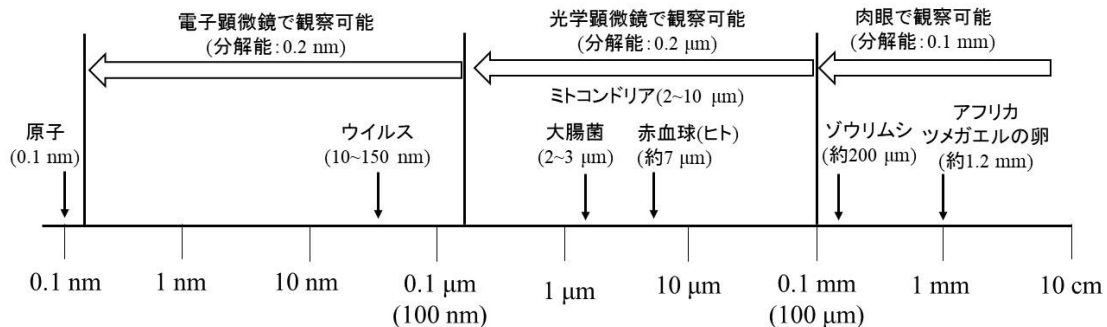 電子顕微鏡で観察可能
(分解能:0.2 nm)
光学顕微鏡で観察可能
(分解能:0.2 μm)
肉眼で観察可能
(分解能:0.1 mm)
ミトコンドリア(2~10 μm)
原子
(0.1 nm)
ウイルス
(10~150 nm)
大腸菌
(2~3 μm)
赤血球(ヒト)
(約7 μm)
ゾウリムシ
(約200 μm)
アフリカ
ツメガエルの卵
(約1.2 mm)
0.1 nm
1 nm
10 nm
0.1 μm
(100 nm)
1 μm
10 μm
0.1 mm
(100 μm)
1 mm
10 cm